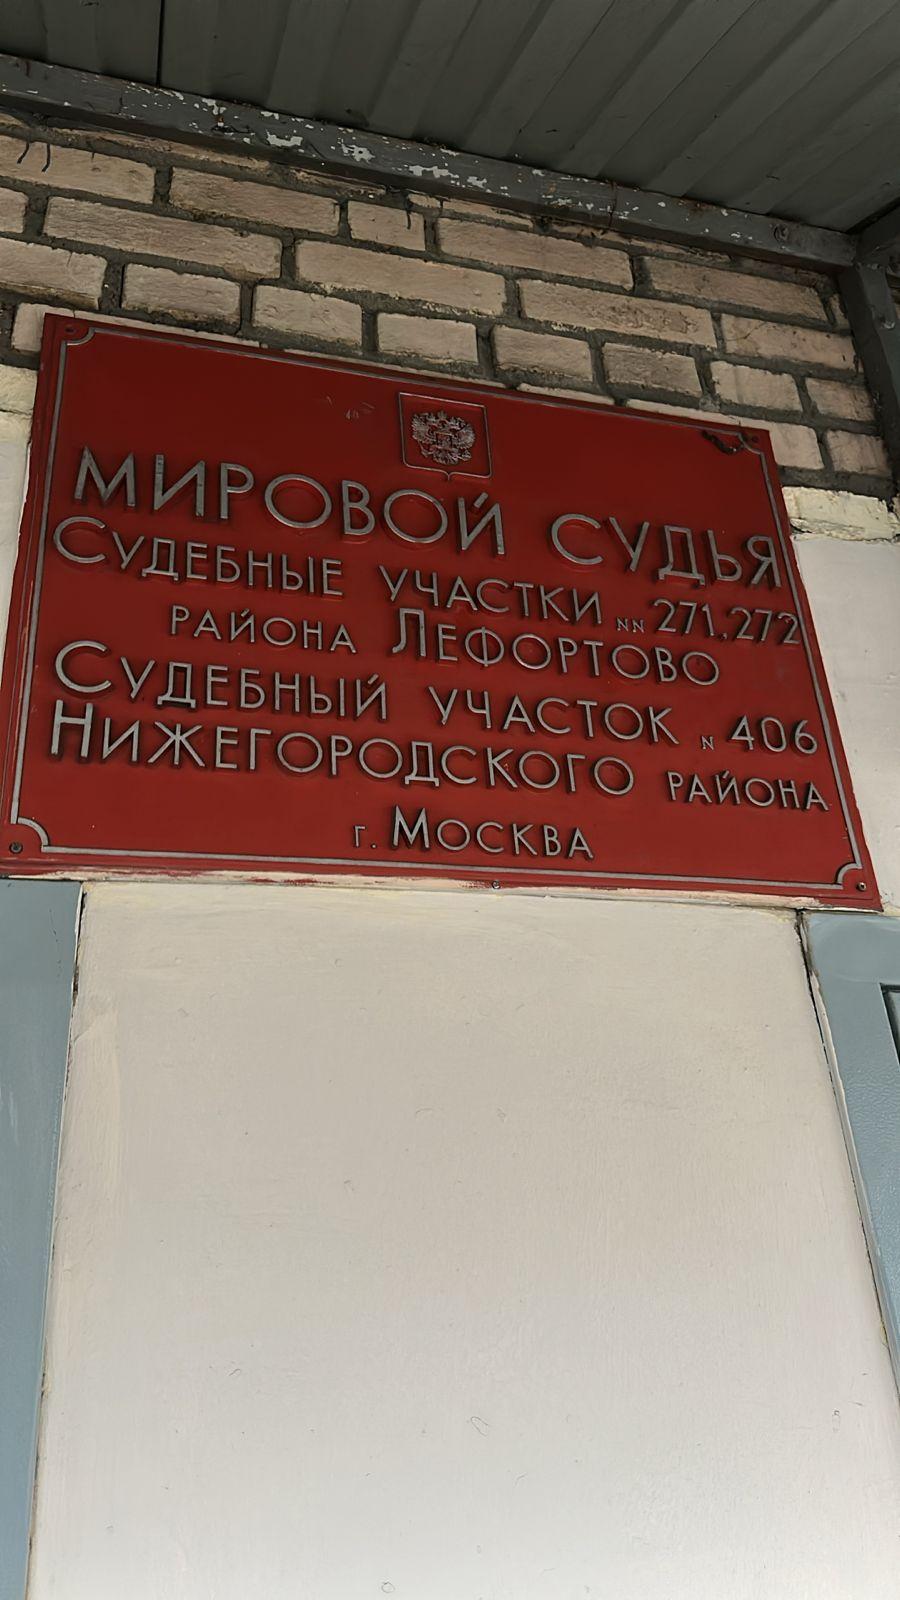 МИРОВОЙ СУДЬЯ
СУДЕБНЫЕ УЧАСТКИ NN 271, 272
РАЙОНА ЛЕФОРТОВО
СУДЕБНЫЙ УЧАСТОК N 406
НИЖЕГОРОДСКОГО РАЙОНА
г. МОСКВА